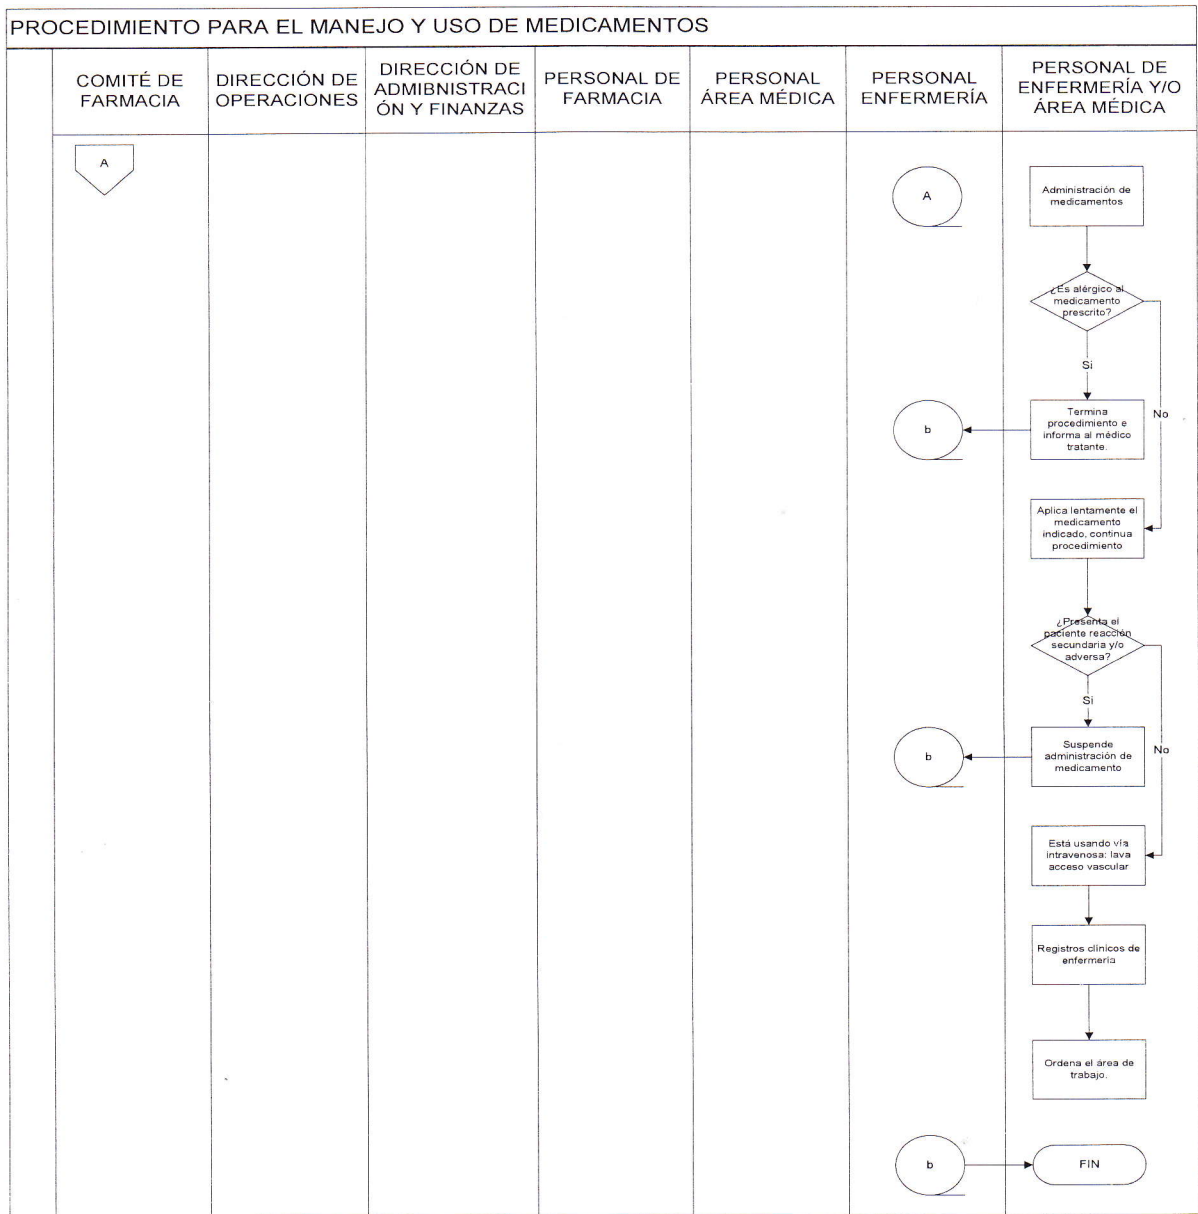 PROCEDIMIENTO PARA EL MANEJO Y USO DE MEDICAMENTOS
COMITÉ DE
FARMACIA
DIRECCIÓN DE
OPERACIONES
DIRECCIÓN DE
ADMIBNISTRACI
ÓN Y FINANZAS
PERSONAL DE
FARMACIA
PERSONAL
ÁREA MÉDICA
PERSONAL
ENFERMERÍA
PERSONAL DE
ENFERMERÍA Y/O
ÁREA MÉDICA
A
A
Administración de
medicamentos
¿Es alérgico al
medicamento
prescrito?
Si
No
b
Termina
procedimiento e
informa al médico
tratante.
Aplica lentamente el
medicamento
indicado, continua
procedimiento
¿Presenta el
paciente reacción
secundaria y/o
adversa?
Si
No
b
Suspende
administración de
medicamento
Está usando vía
intravenosa: lava
acceso vascular
Registros clínicos de
enfermería
Ordena el área de
trabajo.
b
FIN